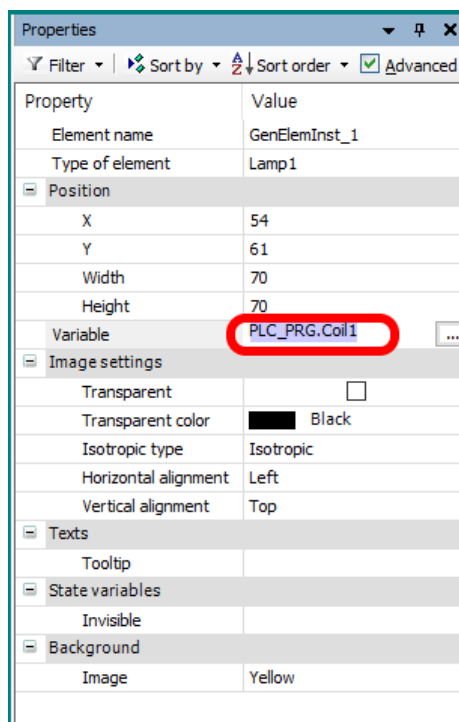 Properties
Filter Sort by Sort order Advanced
Property Value
Element name GenElemInst_1
Type of element Lamp1
Position
X 54
Y 61
Width 70
Height 70
Variable PLC_PRG.Coil1 ...
Image settings
Transparent
Transparent color Black
Isotropic type Isotropic
Horizontal alignment Left
Vertical alignment Top
Texts
Tooltip
State variables
Invisible
Background
Image Yellow